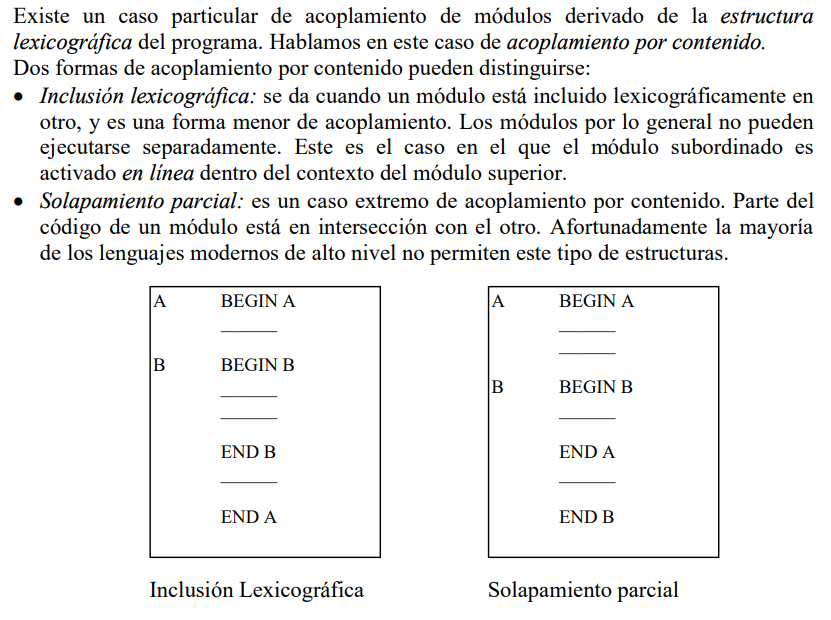 Existe un caso particular de acoplamiento de módulos derivado de la estructura
lexicográfica del programa. Hablamos en este caso de acoplamiento por contenido.
Dos formas de acoplamiento por contenido pueden distinguirse:
• Inclusión lexicográfica: se da cuando un módulo está incluido lexicográficamente en
otro, y es una forma menor de acoplamiento. Los módulos por lo general no pueden
ejecutarse separadamente. Este es el caso en el que el módulo subordinado es
activado en línea dentro del contexto del módulo superior.
• Solapamiento parcial: es un caso extremo de acoplamiento por contenido. Parte del
código de un módulo está en intersección con el otro. Afortunadamente la mayoría
de los lenguajes modernos de alto nivel no permiten este tipo de estructuras.
A BEGIN A
B BEGIN B
END B
END A
Inclusión Lexicográfica
A BEGIN A
B BEGIN B
END A
END B
Solapamiento parcial